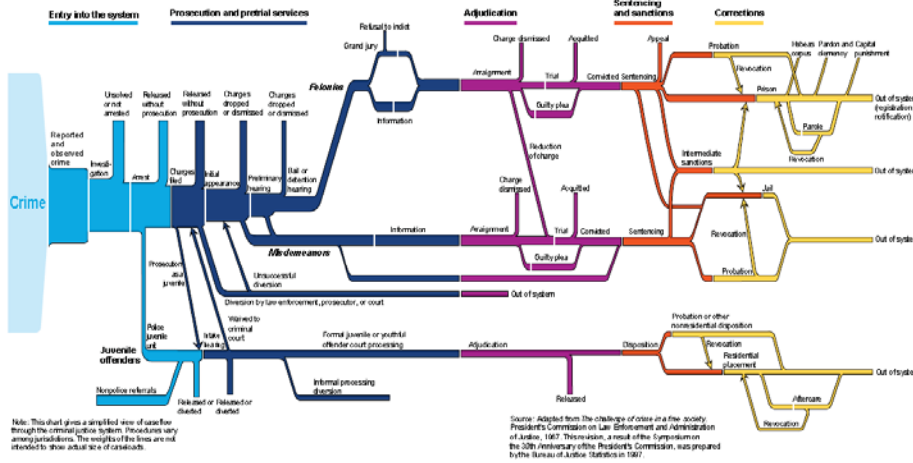 Entry into the system
Prosecution and pretrial services
Adjudication
Sentencing
and sanctions
Corrections
Crime
Reported
and
observed
crime
Investi-
gation
Unsolved
or not
arrested
Arrest
Released
without
prosecution
Charges
filed
Released
without
prosecution
Initial
appearance
Charges
dropped
or dismissed
Preliminary
hearing
Charges
dropped
or dismissed
Bail or
detention
hearing
Felonies
Refusal to indict
Grand jury
Information
Arraignment
Charge dismissed
Trial
Acquitted
Guilty plea
Convicted
Sentencing
Appeal
Probation
Revocation
Prison
Habeas
corpus
Pardon and
clemency
Capital
punishment
Out of system
(registration
notification)
Parole
Revocation
Reduction
of charge
Intermediate
sanctions
Out of system
Misdemeanors
Information
Arraignment
Charge
dismissed
Trial
Acquitted
Guilty plea
Convicted
Sentencing
Jail
Revocation
Probation
Out of system
Unsuccessful
diversion
Diversion by law enforcement, prosecutor, or court
Out of system
Prosecution
as a
juvenile
Waived to
criminal
court
Juvenile
offenders
Police
juvenile
unit
Intake
hearing
Nonpolice referrals
Released or
diverted
Released or
diverted
Formal juvenile or youthful
offender court processing
Informal processing
diversion
Adjudication
Released
Disposition
Probation or other
nonresidential disposition
Revocation
Residential
placement
Out of system
Aftercare
Revocation
Note: This chart gives a simplified view of caseflow
through the criminal justice system. Procedures vary
among jurisdictions. The weights of the lines are not
intended to show actual size of caseloads.
Source: Adapted from The challenge of crime in a free society.
President's Commission on Law Enforcement and Administration
of Justice, 1967. This revision, a result of the Symposium on
the 30th Anniversary of the President's Commission, was prepared
by the Bureau of Justice Statistics in 1997.